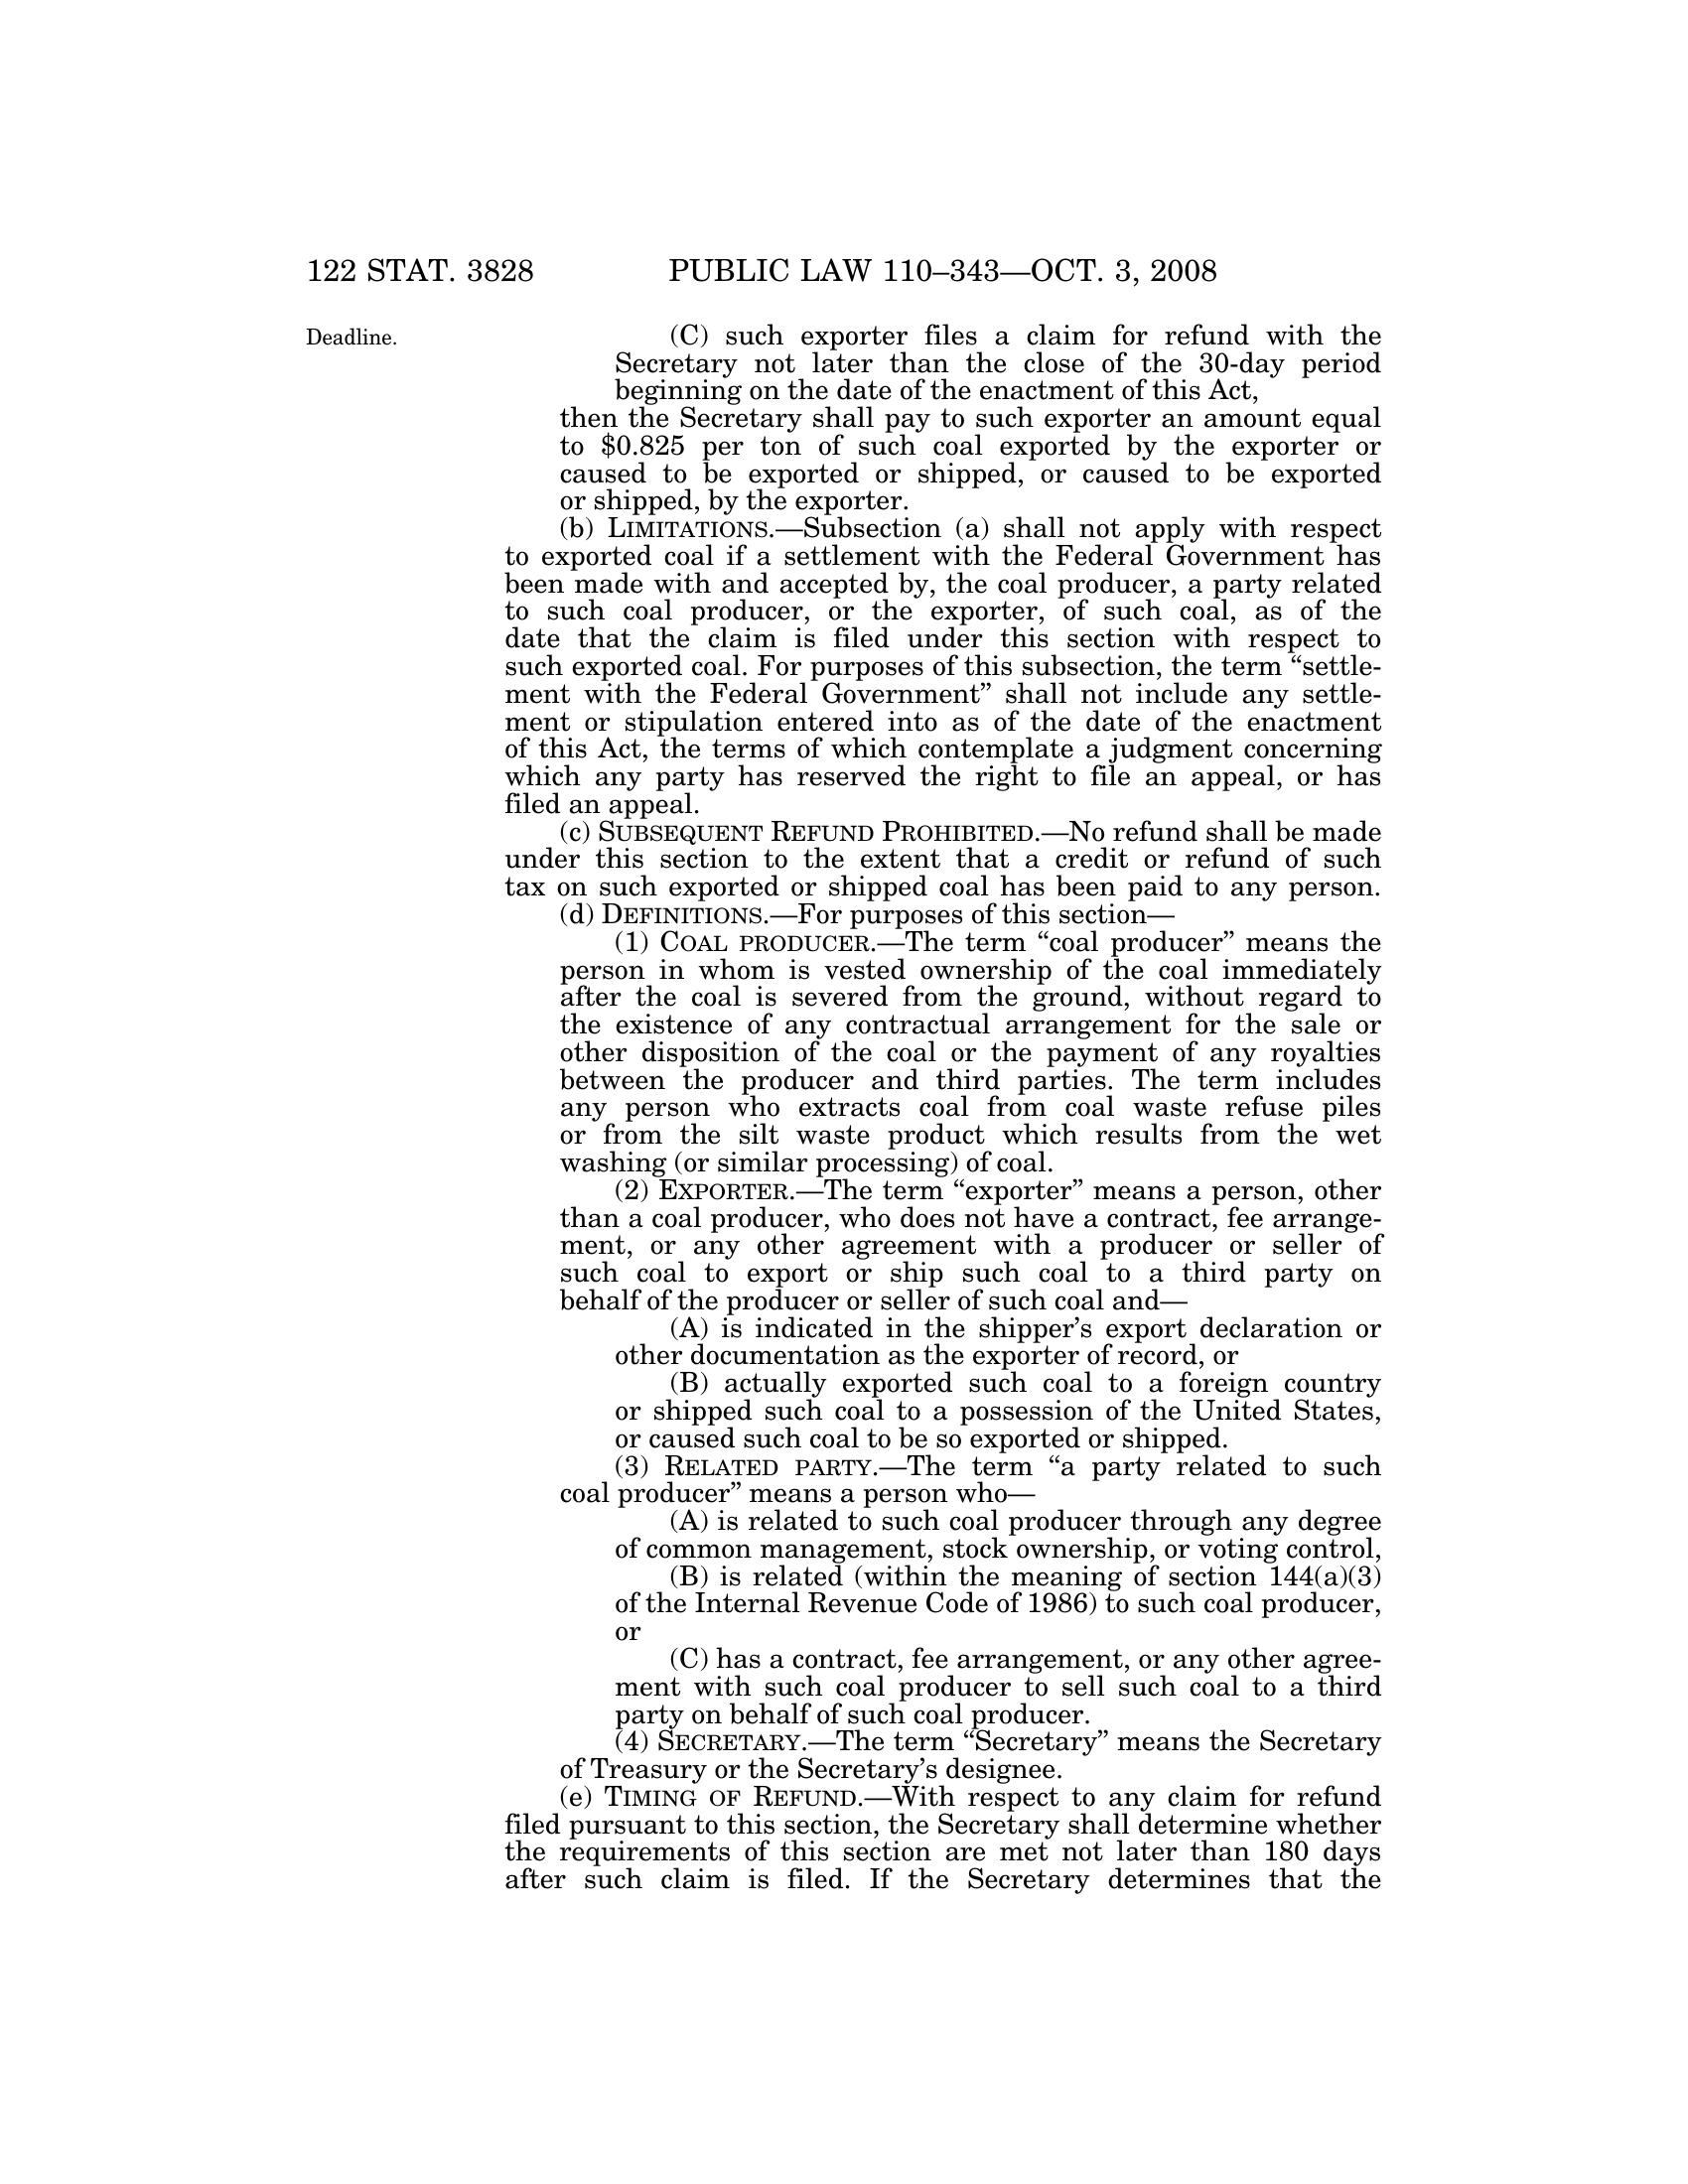 122 STAT. 3828
PUBLIC LAW 110–343—OCT. 3, 2008
Deadline.
(C) such exporter files a claim for refund with the
Secretary not later than the close of the 30-day period
beginning on the date of the enactment of this Act,
then the Secretary shall pay to such exporter an amount equal
to $0.825 per ton of such coal exported by the exporter or
caused to be exported or shipped, or caused to be exported
or shipped, by the exporter.
(b) LIMITATIONS.—Subsection (a) shall not apply with respect
to exported coal if a settlement with the Federal Government has
been made with and accepted by, the coal producer, a party related
to such coal producer, or the exporter, of such coal, as of the
date that the claim is filed under this section with respect to
such exported coal. For purposes of this subsection, the term “settle-
ment with the Federal Government” shall not include any settle-
ment or stipulation entered into as of the date of the enactment
of this Act, the terms of which contemplate a judgment concerning
which any party has reserved the right to file an appeal, or has
filed an appeal.
(c) SUBSEQUENT REFUND PROHIBITED.—No refund shall be made
under this section to the extent that a credit or refund of such
tax on such exported or shipped coal has been paid to any person.
(d) DEFINITIONS.—For purposes of this section—
(1) COAL PRODUCER.—The term “coal producer” means the
person in whom is vested ownership of the coal immediately
after the coal is severed from the ground, without regard to
the existence of any contractual arrangement for the sale or
other disposition of the coal or the payment of any royalties
between the producer and third parties. The term includes
any person who extracts coal from coal waste refuse piles
or from the silt waste product which results from the wet
washing (or similar processing) of coal.
(2) EXPORTER.—The term “exporter” means a person, other
than a coal producer, who does not have a contract, fee arrange-
ment, or any other agreement with a producer or seller of
such coal to export or ship such coal to a third party on
behalf of the producer or seller of such coal and—
(A) is indicated in the shipper’s export declaration or
other documentation as the exporter of record, or
(B) actually exported such coal to a foreign country
or shipped such coal to a possession of the United States,
or caused such coal to be so exported or shipped.
(3) RELATED PARTY.—The term “a party related to such
coal producer” means a person who—
(A) is related to such coal producer through any degree
of common management, stock ownership, or voting control,
(B) is related (within the meaning of section 144(a)(3)
of the Internal Revenue Code of 1986) to such coal producer,
or
(C) has a contract, fee arrangement, or any other agree-
ment with such coal producer to sell such coal to a third
party on behalf of such coal producer.
(4) SECRETARY.—The term “Secretary” means the Secretary
of Treasury or the Secretary’s designee.
(e) TIMING OF REFUND.—With respect to any claim for refund
filed pursuant to this section, the Secretary shall determine whether
the requirements of this section are met not later than 180 days
after such claim is filed. If the Secretary determines that the